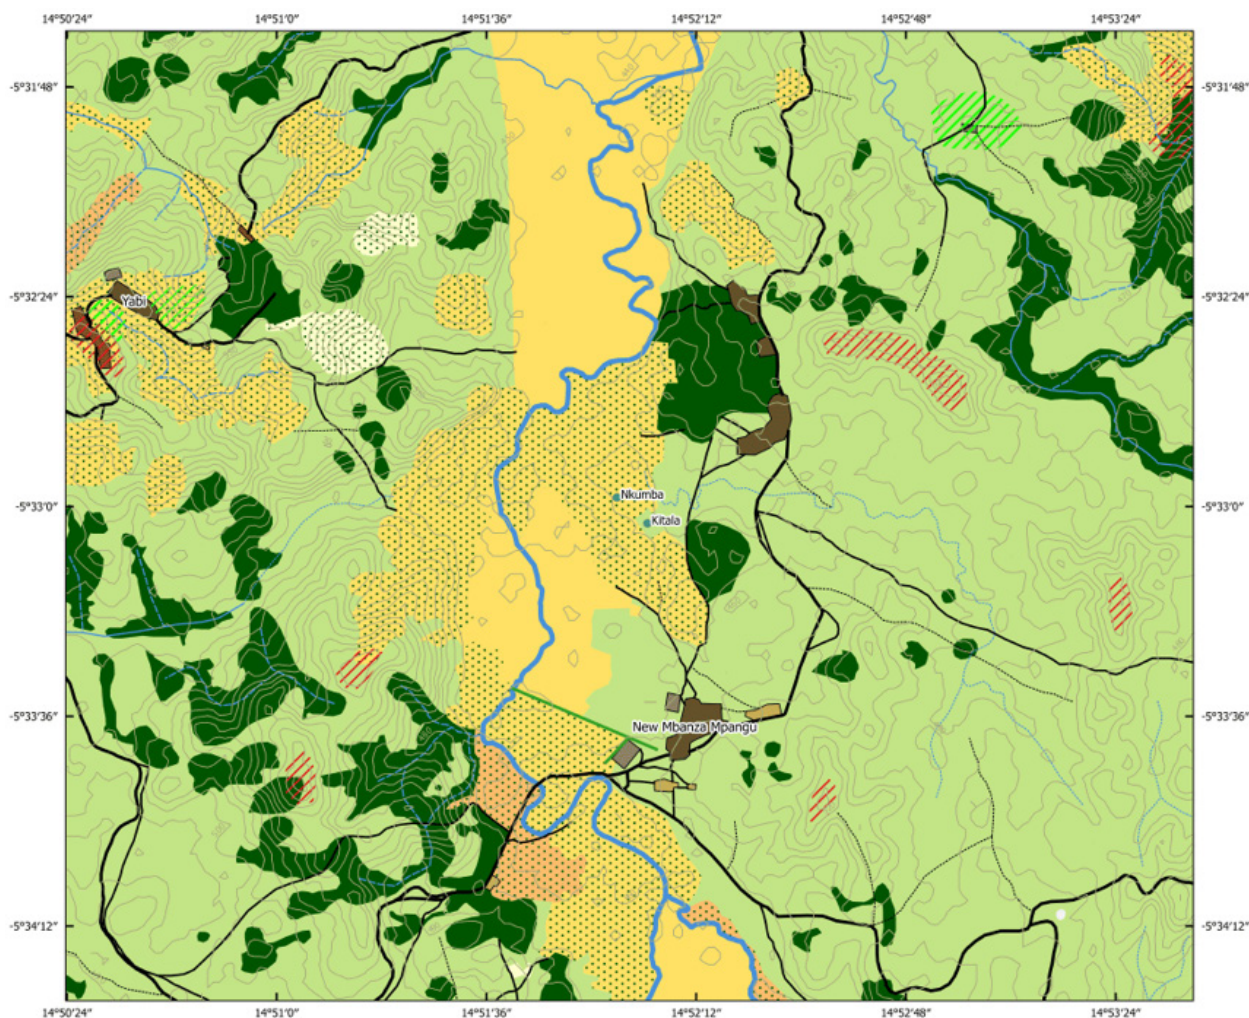 14°50'24" 14°51'0" 14°51'36" 14°52'12" 14°52'48" 14°53'24"
-5°31'48" -5°31'48"
-5°32'24" Yabi -5°32'24"
Nkumba
-5°33'0" -5°33'0"
Kitala
-5°33'36" -5°33'36"
New Mbanza Mpangu
-5°34'12" -5°34'12"
14°50'24" 14°51'0" 14°51'36" 14°52'12" 14°52'48" 14°53'24"